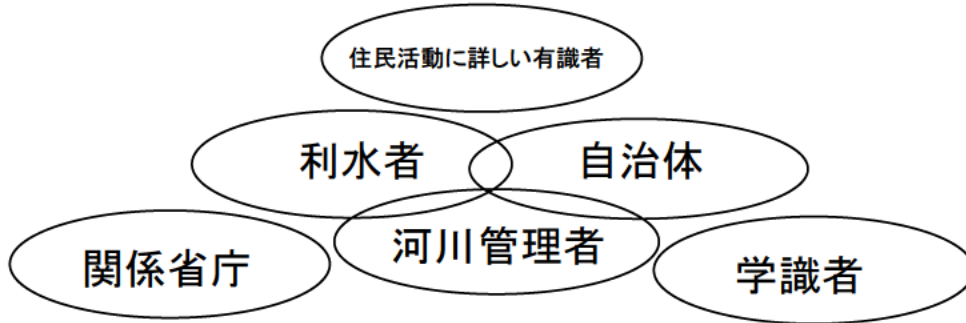 住民活動に詳しい有識者
利水者
自治体
河川管理者
関係省庁
学識者